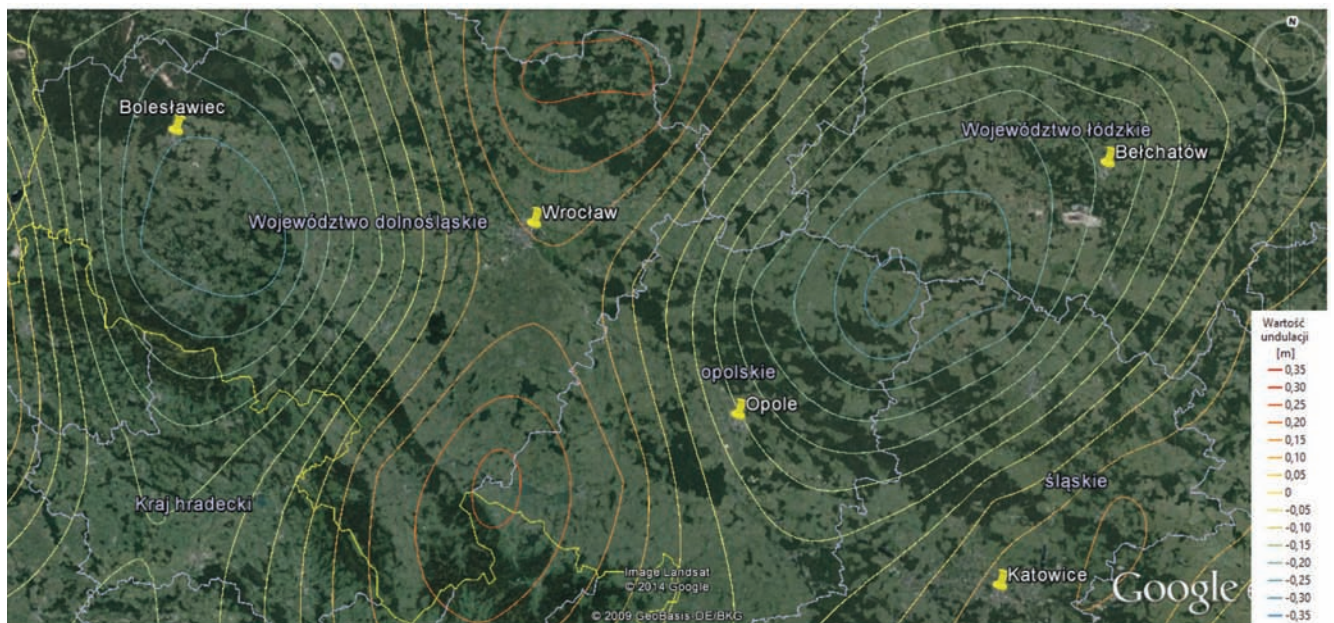 N
Bolesławiec
Województwo łódzkie
Bełchatów
Województwo dolnośląskie
Wrocław
opolskie
Opole
śląskie
Kraj hradecki
Katowice
Image Landsat
© 2014 Google
© 2009 GeoBasis-DE/BKG
Google
Wartość
undulacji
[m]
0,35
0,30
0,25
0,20
0,15
0,10
0,05
0
-0,05
-0,10
-0,15
-0,20
-0,25
-0,30
-0,35